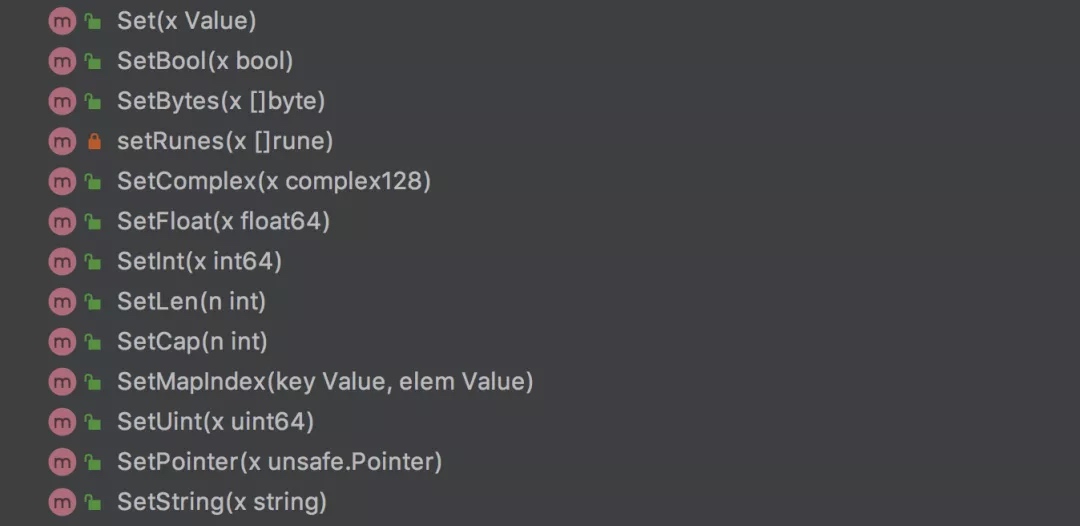 m Set(x Value)
m SetBool(x bool)
m SetBytes(x []byte)
m setRunes(x []rune)
m SetComplex(x complex128)
m SetFloat(x float64)
m SetInt(x int64)
m SetLen(n int)
m SetCap(n int)
m SetMapIndex(key Value, elem Value)
m SetUint(x uint64)
m SetPointer(x unsafe.Pointer)
m SetString(x string)